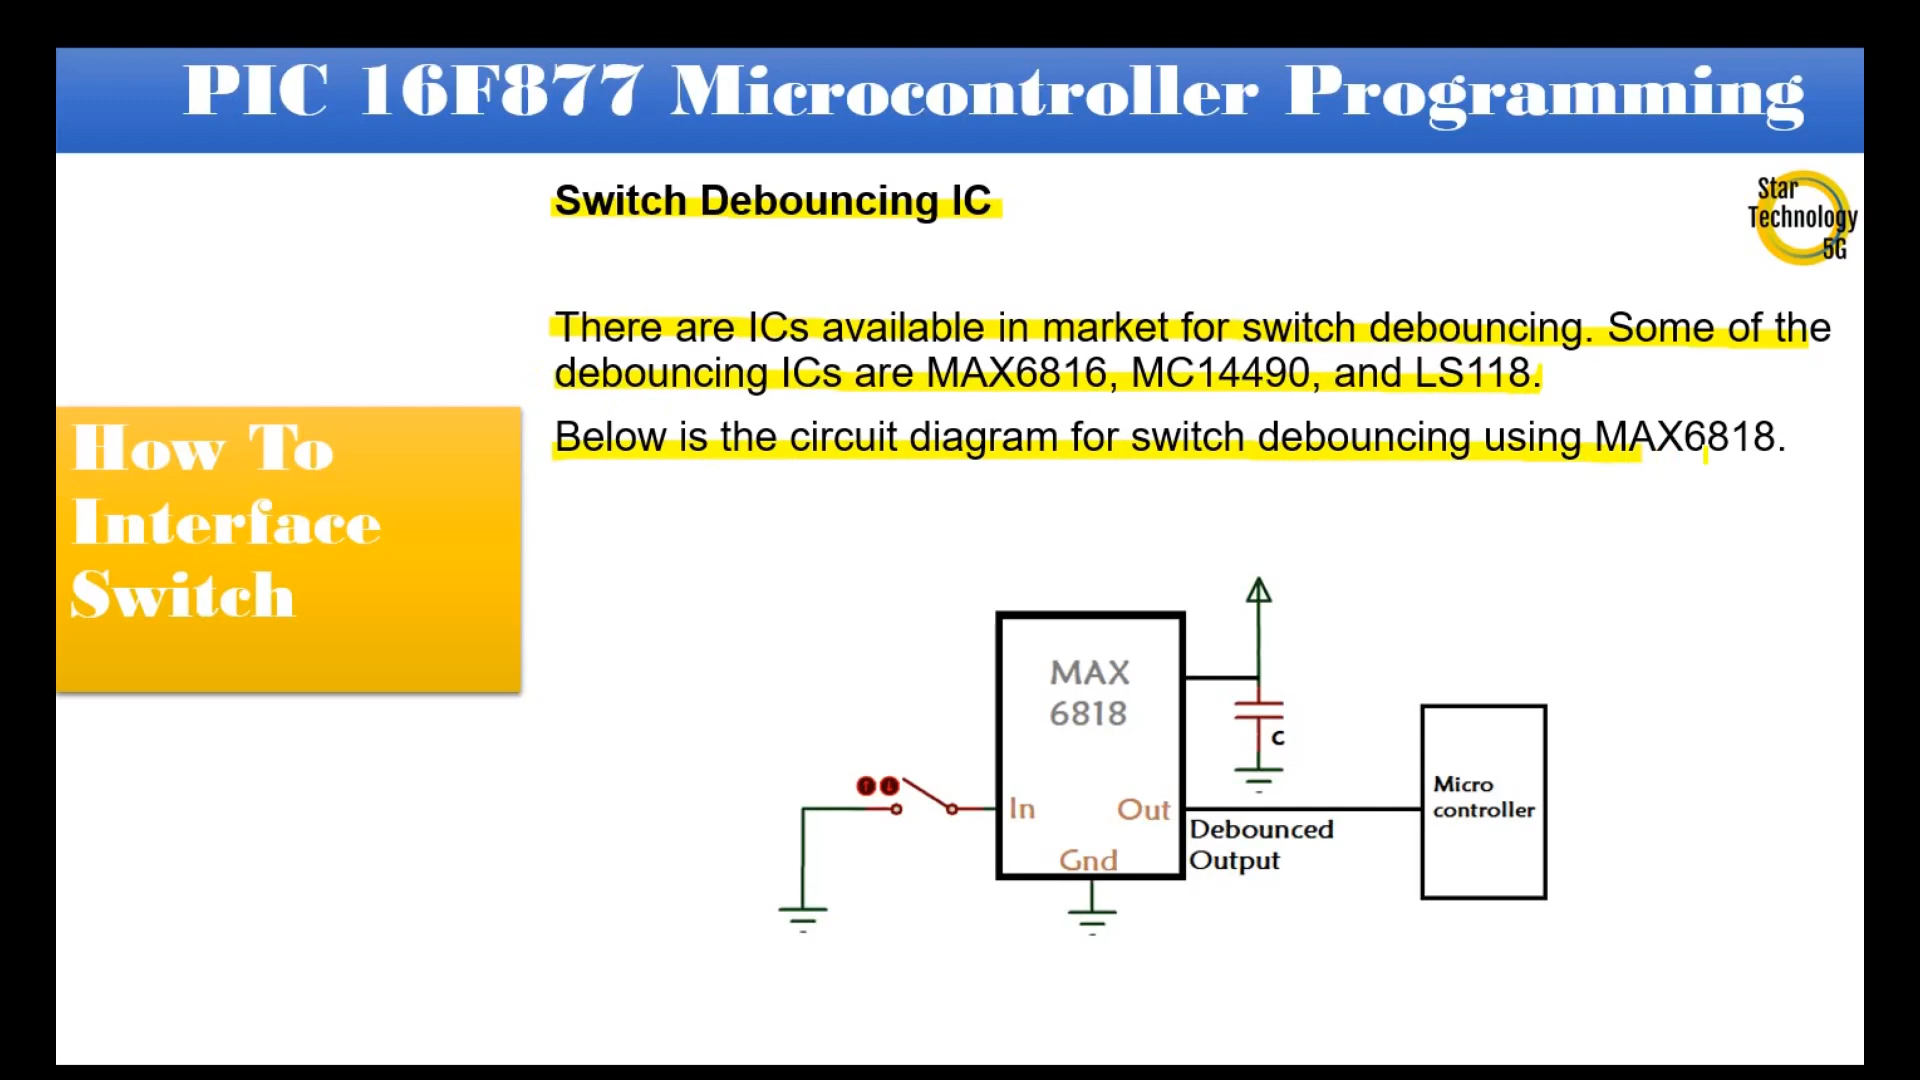 PIC 16F877 Microcontroller Programming
Switch Debouncing IC
Star
Technology
5G
There are ICs available in market for switch debouncing. Some of the
debouncing ICs are MAX6816, MC14490, and LS118.
Below is the circuit diagram for switch debouncing using MAX6818.
How To
Interface
Switch
MAX
6818
C
In
Out
Gnd
Debounced
Output
Micro
controller